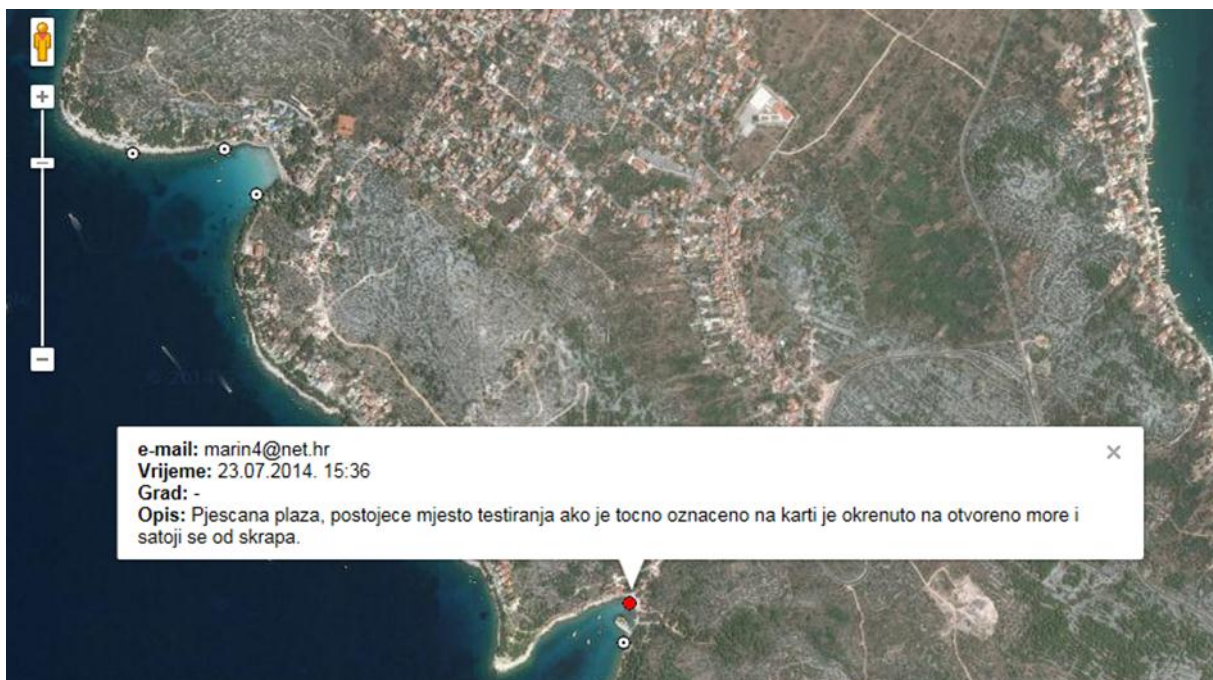 e-mail: marin4@net.hr
Vrijeme: 23.07.2014. 15:36
Grad: -
Opis: Pjescana plaza, postojece mjesto testiranja ako je tocno oznaceno na karti je okrenuto na otvoreno more i
satoji se od skrapa.